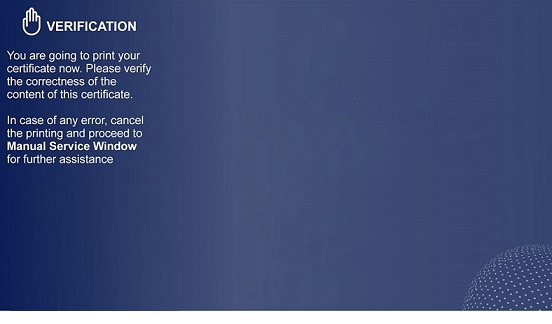 VERIFICATION
You are going to print your
certificate now. Please verify
the correctness of the
content of this certificate.
In case of any error, cancel
the printing and proceed to
Manual Service Window
for further assistance